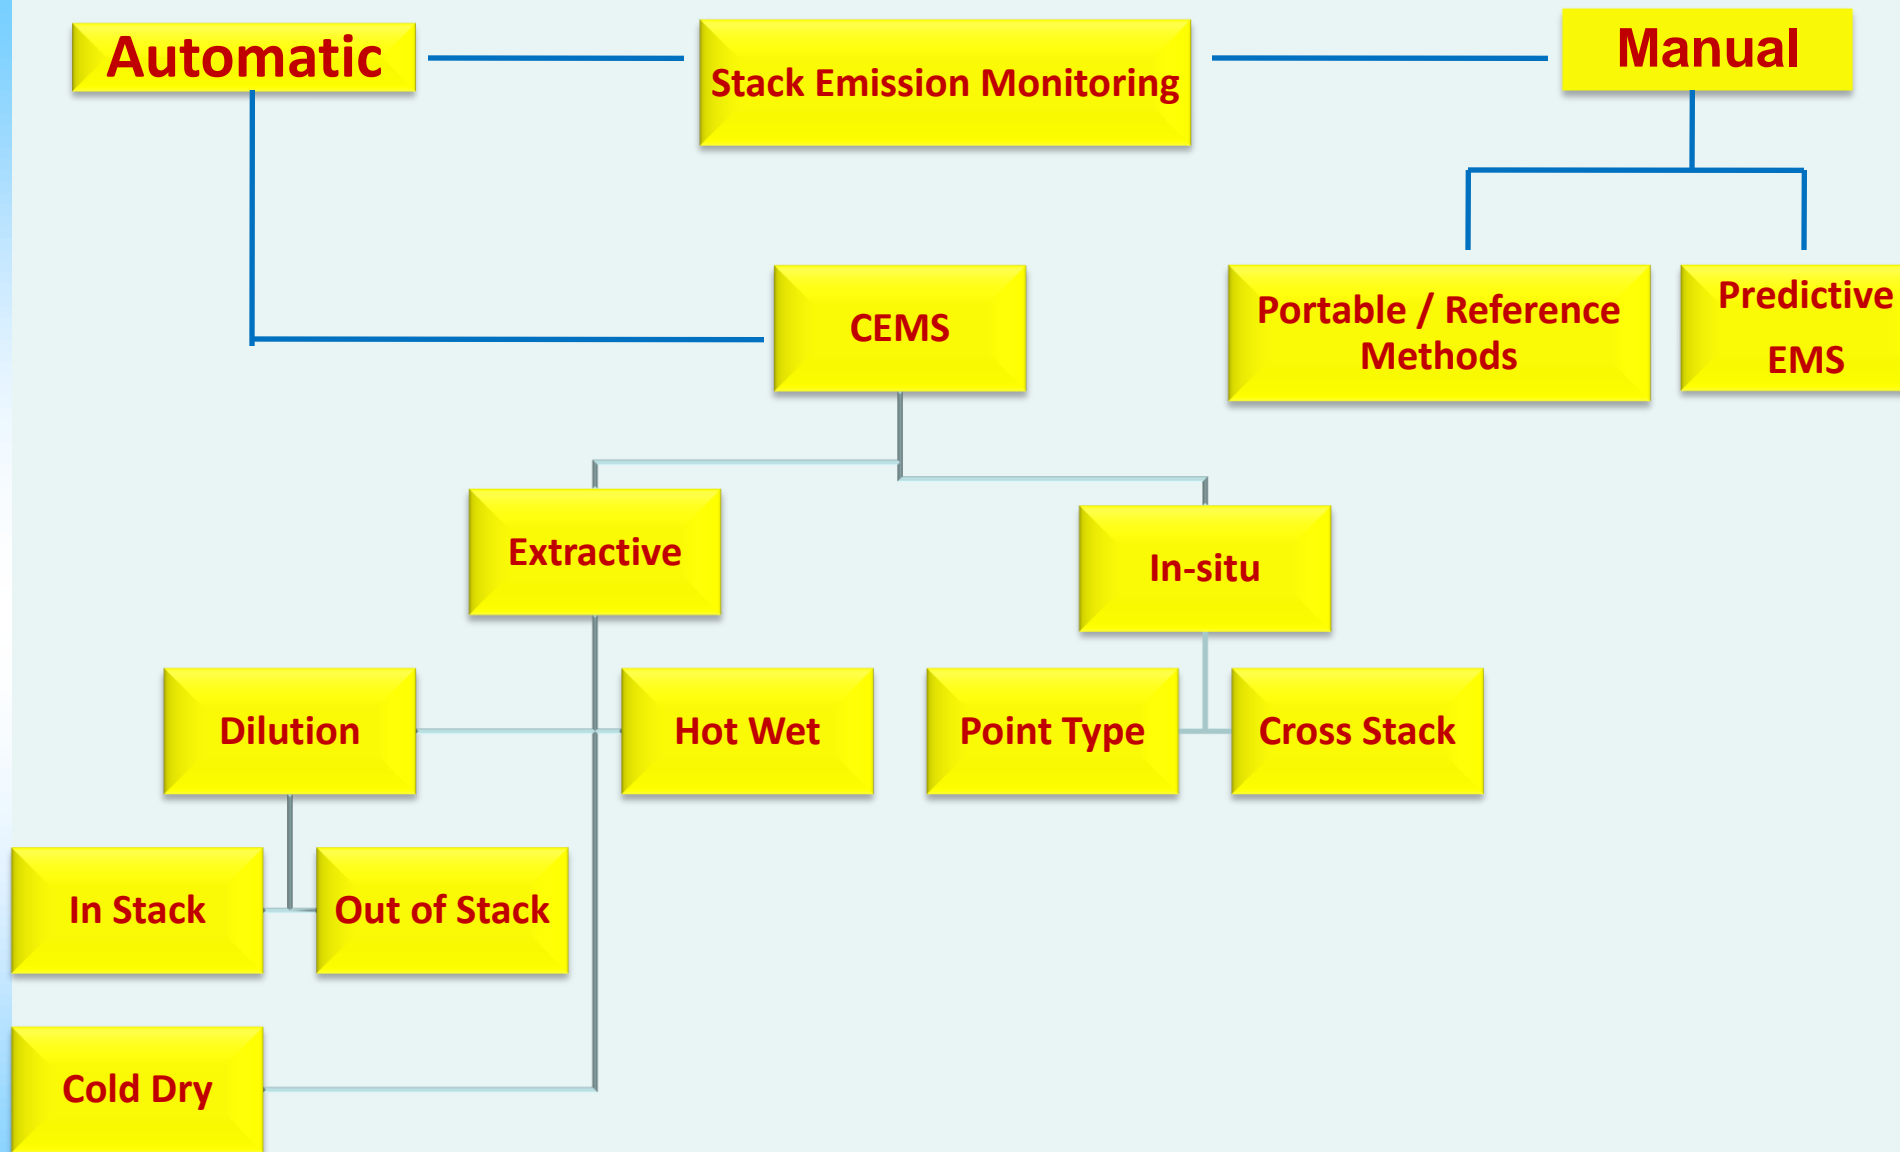 Automatic
Stack Emission Monitoring
Manual
CEMS
Portable / Reference
Methods
Predictive
EMS
Extractive
In-situ
Dilution
Hot Wet
Point Type
Cross Stack
In Stack
Out of Stack
Cold Dry